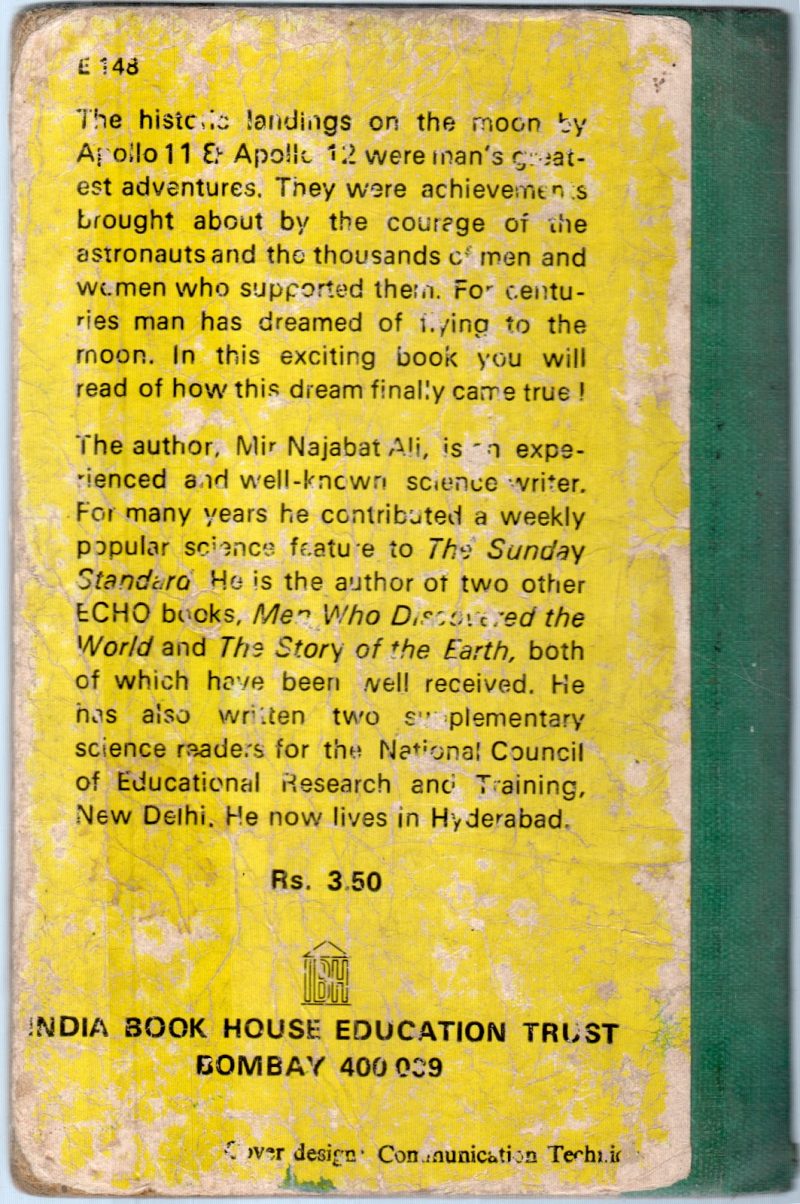 E 148
The historic landings on the moon by
Apollo 11 & Apollo 12 were man's great-
est adventures. They were achievements
brought about by the courage of the
astronauts and the thousands of men and
women who supported them. For centu-
ries man has dreamed of flying to the
moon. In this exciting book you will
read of how this dream finally came true !
The author, Mir Najabat Ali, is an expe-
rienced and well-known science writer.
For many years he contributed a weekly
popular science feature to The Sunday
Standard He is the author of two other
ECHO books, Men Who Discovered the
World and The Story of the Earth, both
of which have been well received. He
has also written two supplementary
science readers for the National Council
of Educational Research and Training,
New Delhi. He now lives in Hyderabad.
Rs. 3.50
IBH
INDIA BOOK HOUSE EDUCATION TRUST
BOMBAY 400 039
Cover design: Communication